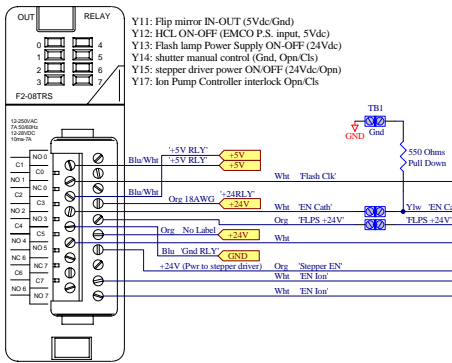 OUT RELAY
0 4
1 5
2 6
3 7
F2-08TRS
12-250VAC
7A 50/60Hz
12-28VDC
10ma-7A
Y11: Flip mirror IN-OUT (5Vdc/Gnd)
Y12: HCL ON-OFF (EMCO P.S. input, 5Vdc)
Y13: Flash lamp Power Supply ON-OFF (24Vdc)
Y14: shutter manual control (Gnd, Opn/Cls)
Y15: stepper driver power ON/OFF (24Vdc/Opn)
Y17: Ion Pump Controller interlock Opn/Cls
TB1
GND Gnd
550 Ohms
Pull Down
NO 0
C1 C0
NO 1 NC 0
C2 C3
NO 2 NO 3
C4 C5
NO 4 NO 5
NC 6 NC 7
C6 C7
NO 6 NO 7
'+5V RLY' +5V
Blu/Wht '+5V RLY' +5V
Wht 'Flash Clk'
Blu/Wht '+24RLY'
Org 18AWG +24V
Wht 'EN Cath' Ylw 'EN Ca
Org 'FLPS +24V' 'FLPS +24V'
Org No Label +24V
Wht
Blu 'Gnd RLY' GND
+24V (Pwr to stepper driver) Org 'Stepper EN'
Wht 'EN Ion'
Wht 'EN Ion'